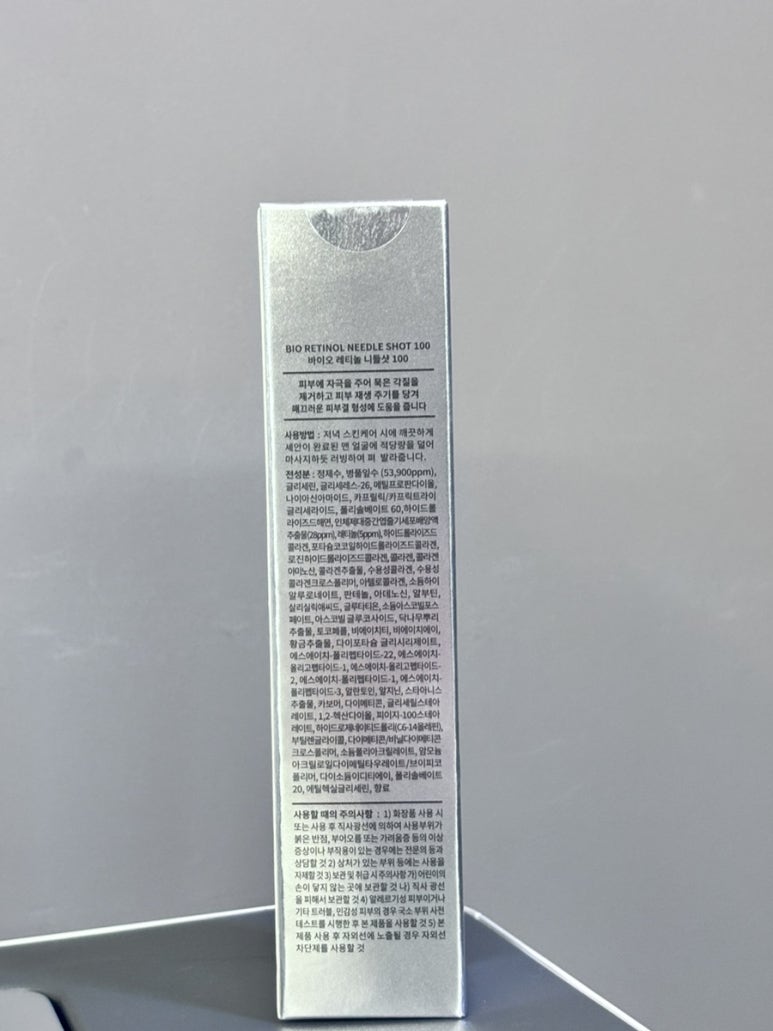 BIO RETINOL NEEDLE SHOT 100
바이오 레티놀 니들샷 100
피부에 자극을 주어 묵은 각질을
제거하고 피부 재생 주기를 당겨
매끄러운 피부결 형성에 도움을 줍니다
사용방법 : 저녁 스킨케어 시에 깨끗하게
세안이 완료된 맨 얼굴에 적당량을 덜어
마사지하듯 러빙하여 펴 발라줍니다.
전성분 : 정제수, 병풀잎수 (53,900ppm),
글리세린, 글리세레스-26, 메틸프로판다이올,
나이아신아마이드, 카프릴릭/카프릭트라이
글리세라이드, 폴리솔베이트 60,하이드롤
라이즈드해면, 인체제대중간엽줄기세포배양액
추출물(28ppm), 레티놀(5ppm), 하이드롤라이즈드
콜라겐,포타슘코코일하이드롤라이즈드콜라겐,
로진하이드롤라이즈드콜라겐, 콜라겐, 콜라겐
아미노산, 콜라겐추출물, 수용성콜라겐, 수용성
콜라겐크로스폴리머, 아텔로콜라겐, 소듐하이
알루로네이트, 판테놀, 아데노신, 알부틴,
살리실릭애씨드, 글루타티온, 소듐아스코빌포스
페이트, 아스코빌글루코사이드, 닥나무뿌리
추출물, 토코페롤, 비에이치티, 비에이치에이,
황금추출물, 다이포타슘 글리시리제이트,
에스에이치-폴리펩타이드-22, 에스에이치-
올리고펩타이드-1, 에스에이치-올리고펩타이드-
2, 에스에이치-폴리펩타이드-1, 에스에이치-
폴리펩타이드-3, 알란토인, 알지닌, 스타아니스
추출물, 카보머, 다이메티콘, 글리세릴스테아
레이트, 1,2-헥산다이올, 피이지-100스테아
레이트, 하이드로제네이티드폴리(C6-14올레핀),
부틸렌글라이콜, 다이메티콘/비닐다이메티콘
크로스폴리머, 소듐폴리아크릴레이트, 암모늄
아크릴로일다이메틸타우레이트/브이피코
폴리머, 다이소듐이디티에이, 폴리솔베이트
20, 에틸헥실글리세린, 향료
사용할 때의 주의사항 : 1) 화장품 사용 시
또는 사용 후 직사광선에 의하여 사용부위가
붉은 반점, 부어오름 또는 가려움증 등의 이상
증상이나 부작용이 있는 경우에는 전문의 등과
상담할 것 2) 상처가 있는 부위 등에는 사용을
자제할 것 3) 보관 및 취급 시 주의사항 가) 어린이의
손이 닿지 않는 곳에 보관할 것 나) 직사 광선
을 피해서 보관할 것 4) 알레르기성 피부이거나
기타 트러블, 민감성 피부의 경우 국소 부위 사전
테스트를 시행한 후 본 제품을 사용할 것 5) 본
제품 사용 후 자외선에 노출될 경우 자외선
차단제를 사용할 것